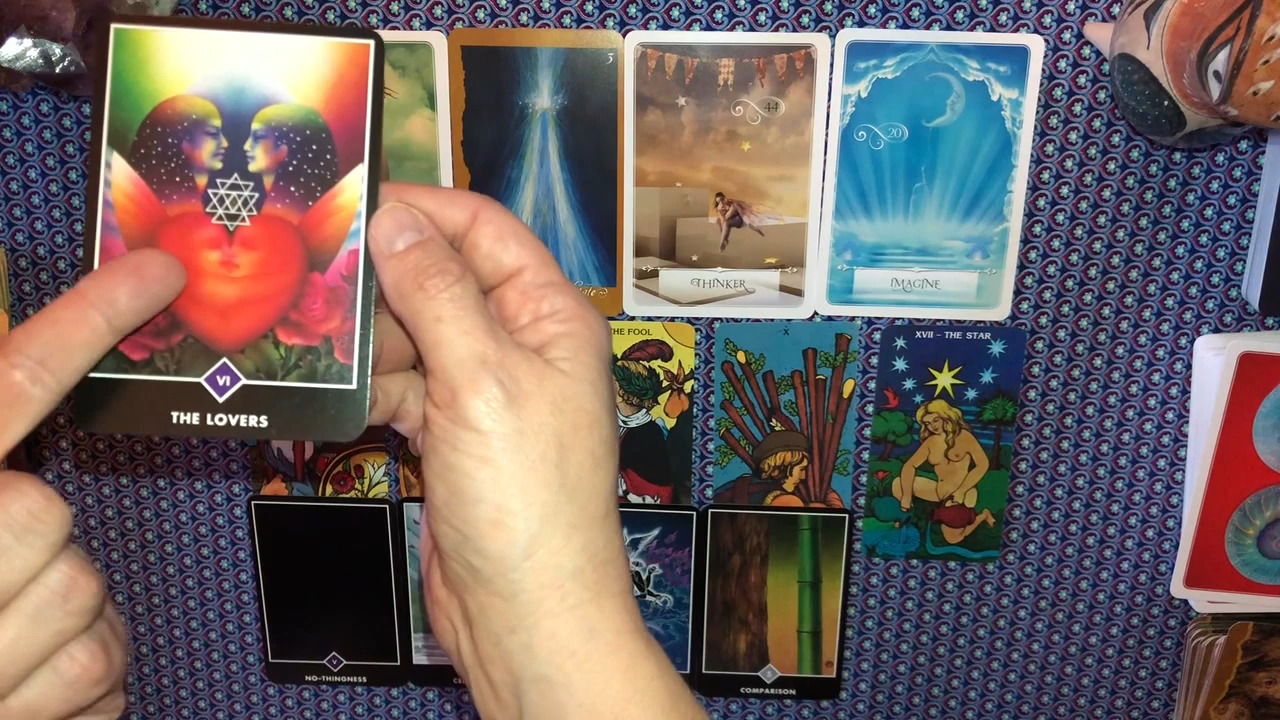 3
44
THINKER
20
IMAGINE
VI
THE LOVERS
THE FOOL
X
XVII - THE STAR
V
NO-THINGNESS
COMPARISON